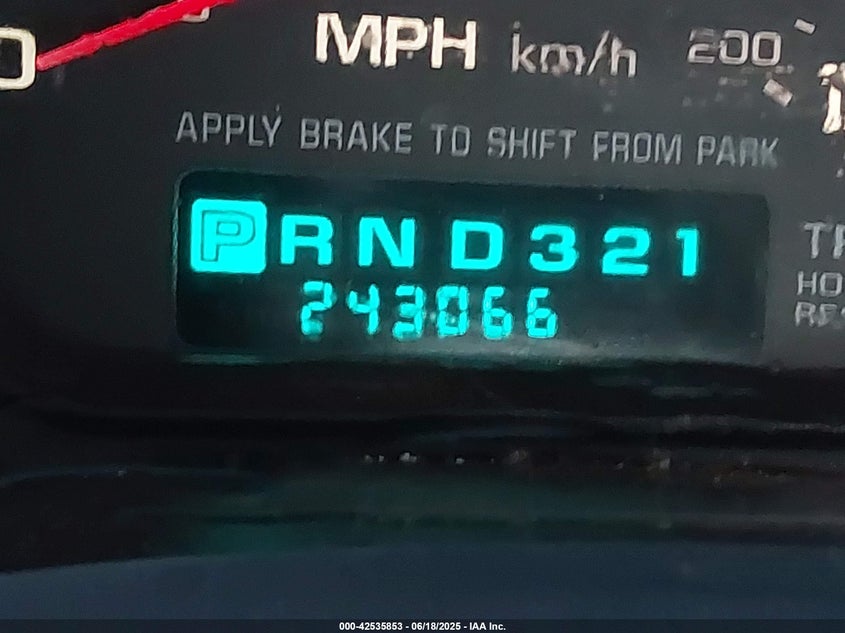 MPH km/h 200
APPLY BRAKE TO SHIFT FROM PARK
P R N D 3 2 1
243066
000-42535853 - 06/18/2025 - IAA Inc.